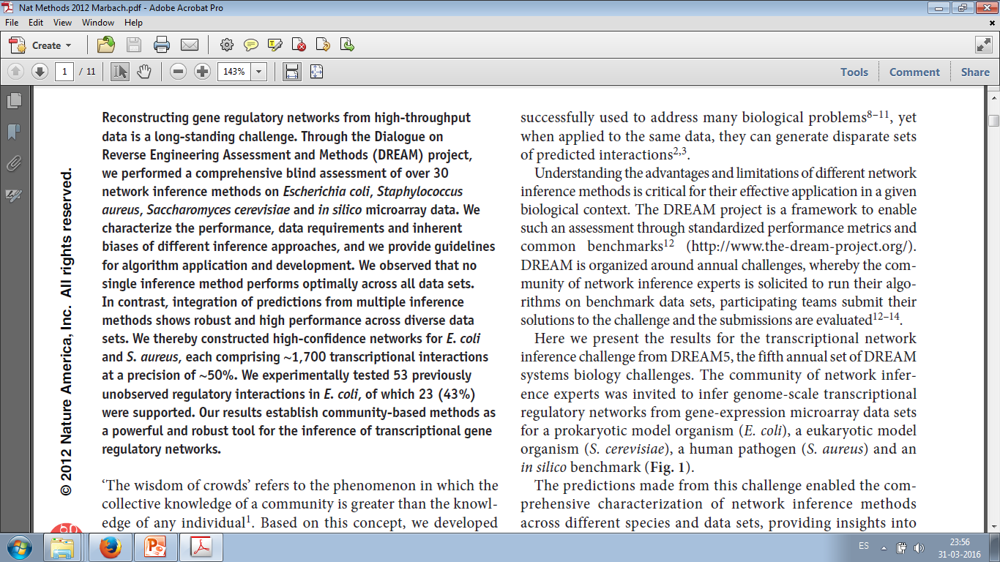 Nat Methods 2012 Marbach.pdf - Adobe Acrobat Pro
File Edit View Window Help
Create
1 / 11 143% Tools Comment Share
© 2012 Nature America, Inc. All rights reserved.
Reconstructing gene regulatory networks from high-throughput
data is a long-standing challenge. Through the Dialogue on
Reverse Engineering Assessment and Methods (DREAM) project,
we performed a comprehensive blind assessment of over 30
network inference methods on Escherichia coli, Staphylococcus
aureus, Saccharomyces cerevisiae and in silico microarray data. We
characterize the performance, data requirements and inherent
biases of different inference approaches, and we provide guidelines
for algorithm application and development. We observed that no
single inference method performs optimally across all data sets.
In contrast, integration of predictions from multiple inference
methods shows robust and high performance across diverse data
sets. We thereby constructed high-confidence networks for E. coli
and S. aureus, each comprising ~1,700 transcriptional interactions
at a precision of ~50%. We experimentally tested 53 previously
unobserved regulatory interactions in E. coli, of which 23 (43%)
were supported. Our results establish community-based methods as
a powerful and robust tool for the inference of transcriptional gene
regulatory networks.
‘The wisdom of crowds’ refers to the phenomenon in which the
collective knowledge of a community is greater than the knowl-
edge of any individual1. Based on this concept, we developed
successfully used to address many biological problems8–11, yet
when applied to the same data, they can generate disparate sets
of predicted interactions2,3.
Understanding the advantages and limitations of different network
inference methods is critical for their effective application in a given
biological context. The DREAM project is a framework to enable
such an assessment through standardized performance metrics and
common benchmarks12 (http://www.the-dream-project.org/).
DREAM is organized around annual challenges, whereby the com-
munity of network inference experts is solicited to run their algo-
rithms on benchmark data sets, participating teams submit their
solutions to the challenge and the submissions are evaluated12–14.
Here we present the results for the transcriptional network
inference challenge from DREAM5, the fifth annual set of DREAM
systems biology challenges. The community of network infer-
ence experts was invited to infer genome-scale transcriptional
regulatory networks from gene-expression microarray data sets
for a prokaryotic model organism (E. coli), a eukaryotic model
organism (S. cerevisiae), a human pathogen (S. aureus) and an
in silico benchmark (Fig. 1).
The predictions made from this challenge enabled the com-
prehensive characterization of network inference methods
across different species and data sets, providing insights into
ES
23:56
31-03-2016